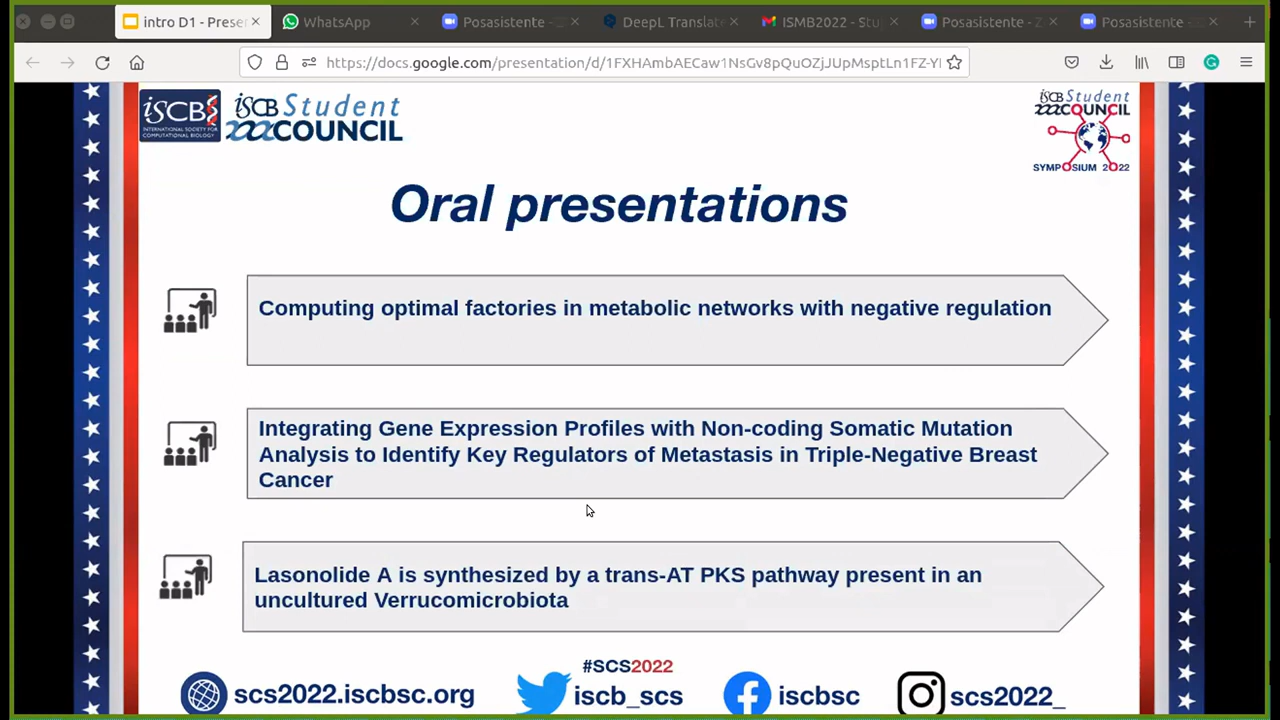 intro D1 - Prese
WhatsApp
Posasistente - Z
DeepL Translate
ISMB2022 - Stu
Posasistente - Z
Posasistente -
https://docs.google.com/presentation/d/1FXHAmbAECaw1NsGv8pQuOZjJUpMsptLn1FZ-YI
iSCB
INTERNATIONAL SOCIETY FOR
COMPUTATIONAL BIOLOGY
iSCB Student
COUNCIL
iSCB Student
COUNCIL
SYMPOSIUM 2022
Oral presentations
Computing optimal factories in metabolic networks with negative regulation
Integrating Gene Expression Profiles with Non-coding Somatic Mutation
Analysis to Identify Key Regulators of Metastasis in Triple-Negative Breast
Cancer
Lasonolide A is synthesized by a trans-AT PKS pathway present in an
uncultured Verrucomicrobiota
#SCS2022
scs2022.iscbsc.org
iscb_scs
iscbsc
scs2022_